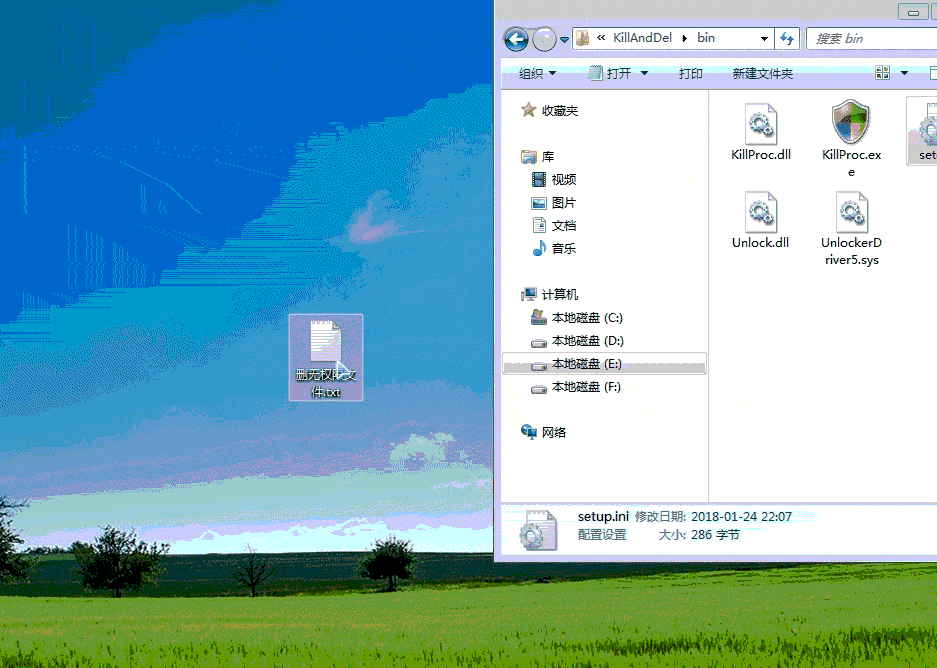 « KillAndDel ▸ bin
搜索 bin
组织
打开
打印
新建文件夹
收藏夹
库
视频
图片
文档
音乐
计算机
本地磁盘 (C:)
本地磁盘 (D:)
本地磁盘 (E:)
本地磁盘 (F:)
网络
KillProc.dll
KillProc.ex
e
set
Unlock.dll
UnlockerD
river5.sys
删无权限文
件.txt
setup.ini 修改日期: 2018-01-24 22:07
配置设置 大小: 286 字节